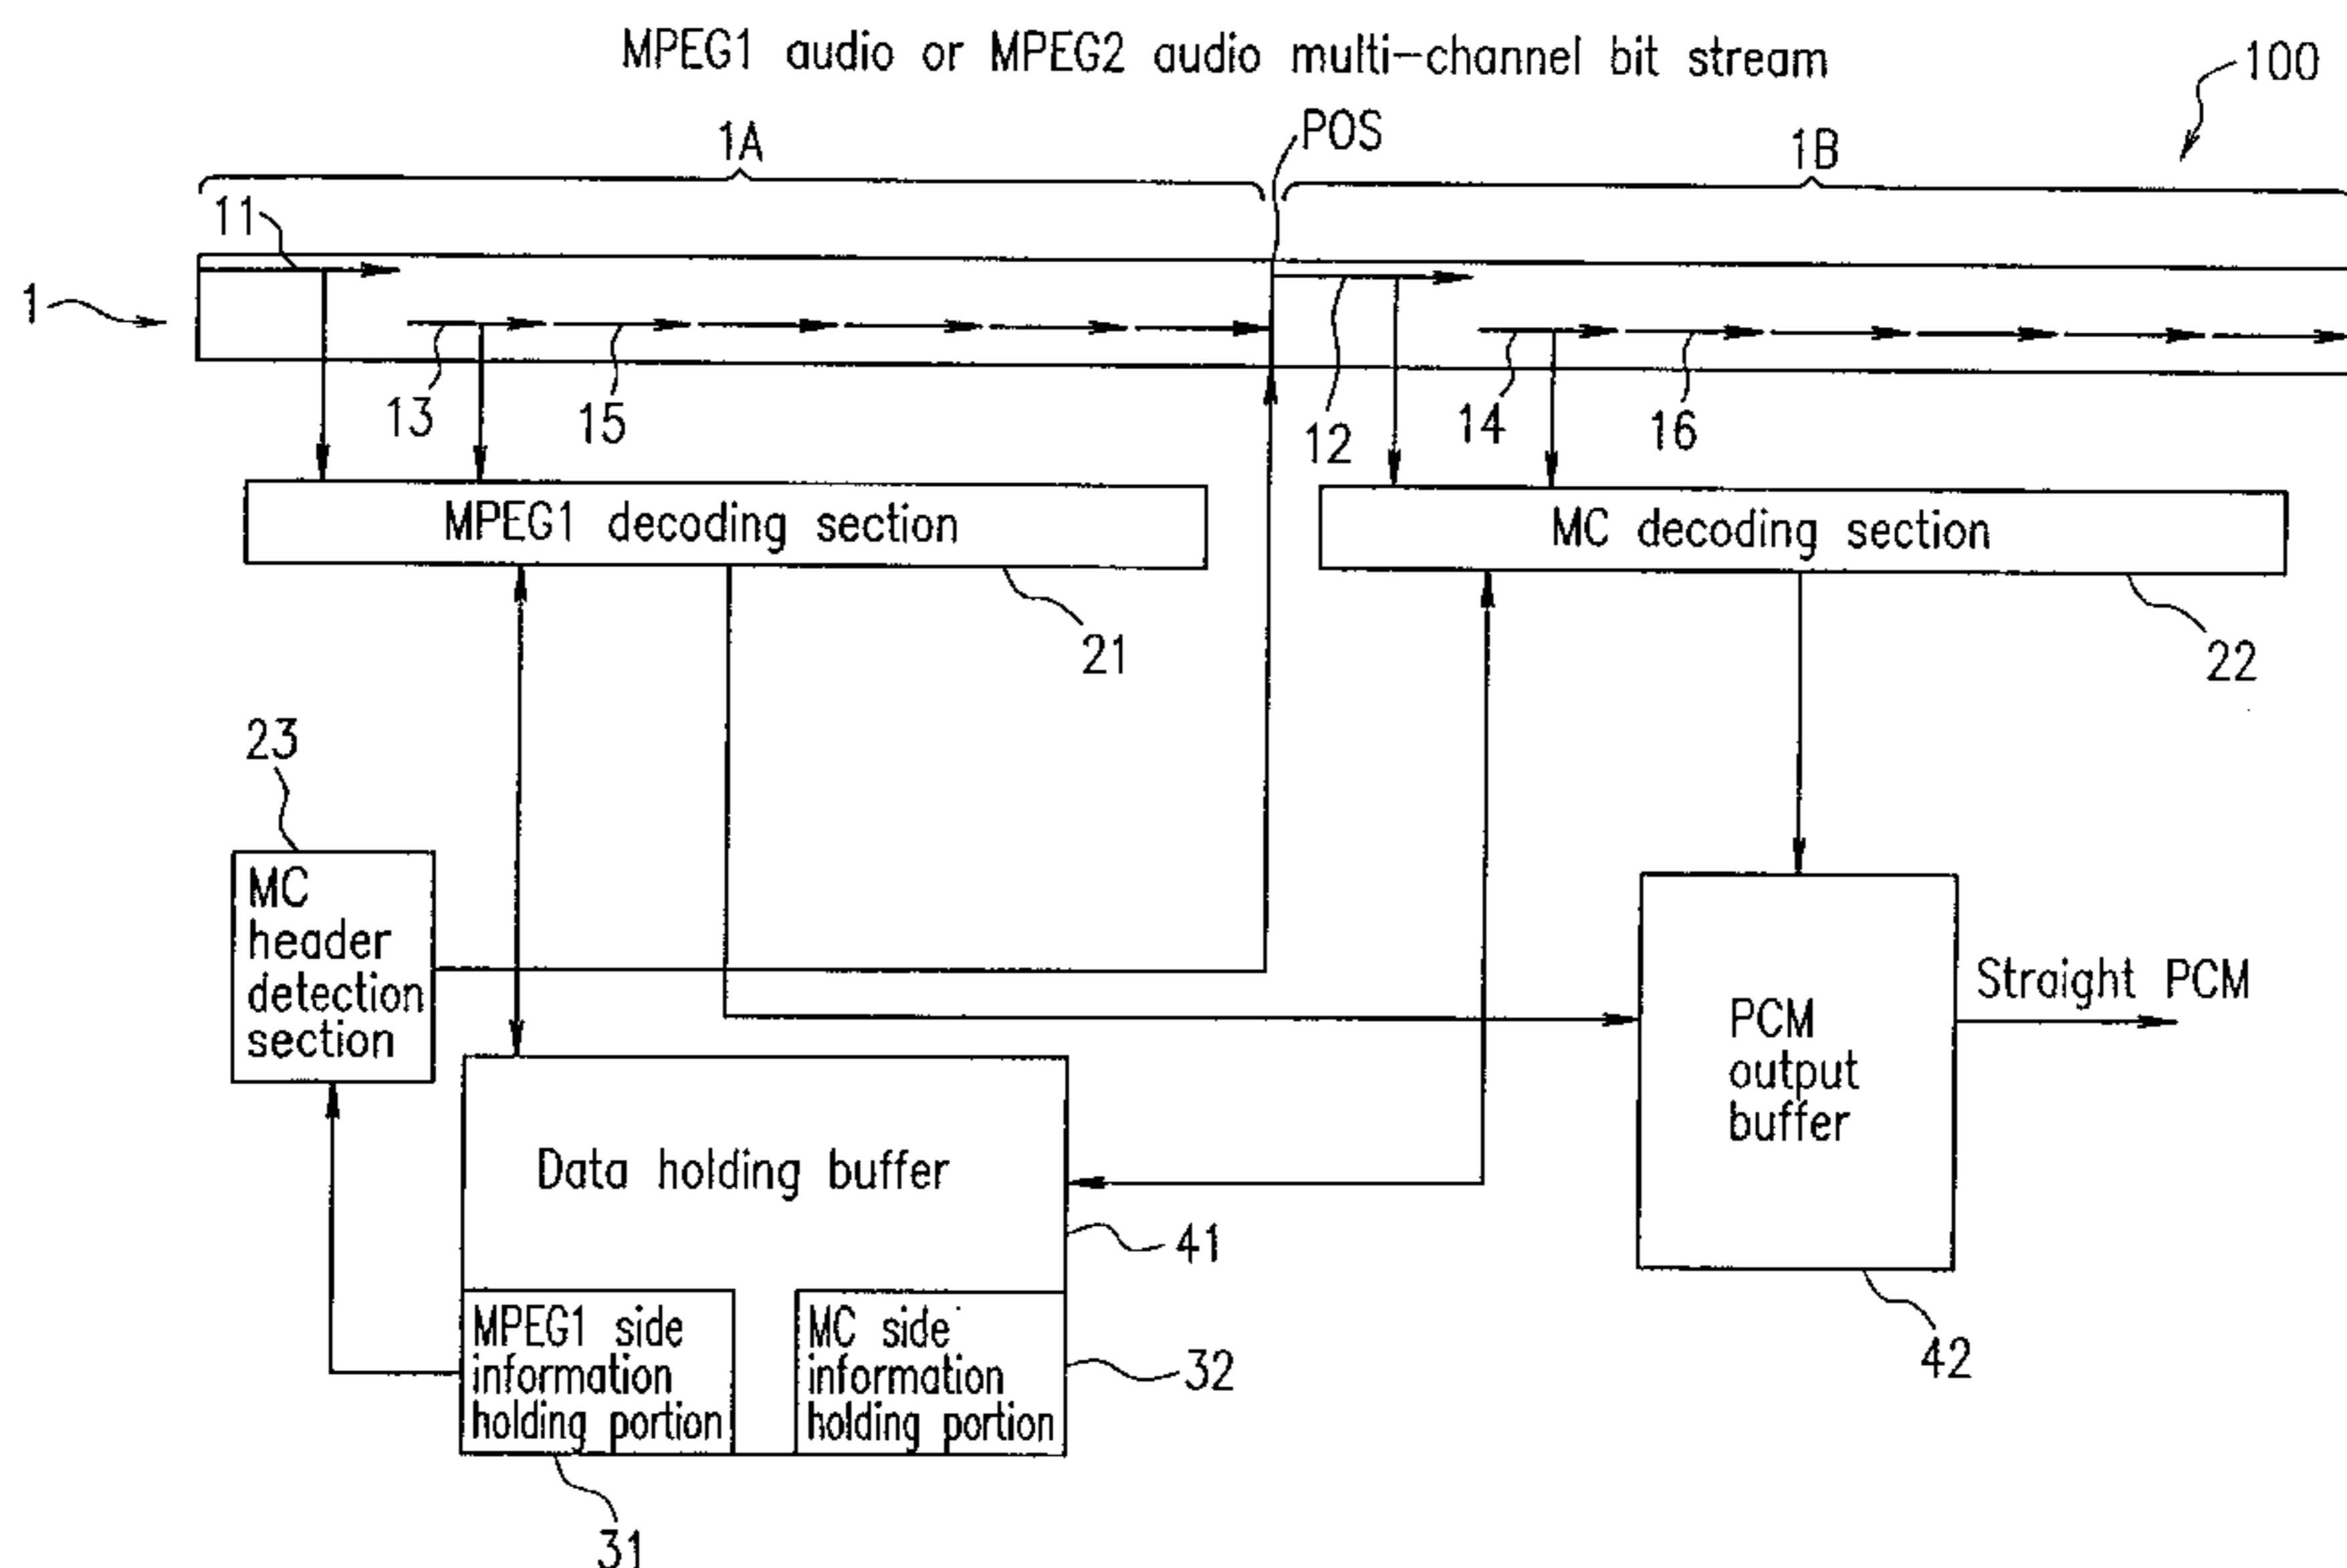 MPEG1 audio or MPEG2 audio multi-channel bit stream
100
1A
POS
1B
11
1
13
15
12
14
16
MPEG1 decoding section
MC decoding section
21
22
23
MC
header
detection
section
Straight PCM
PCM
output
buffer
Data holding buffer
41
MPEG1 side
information
holding portion
MC side
information
holding portion
32
42
31